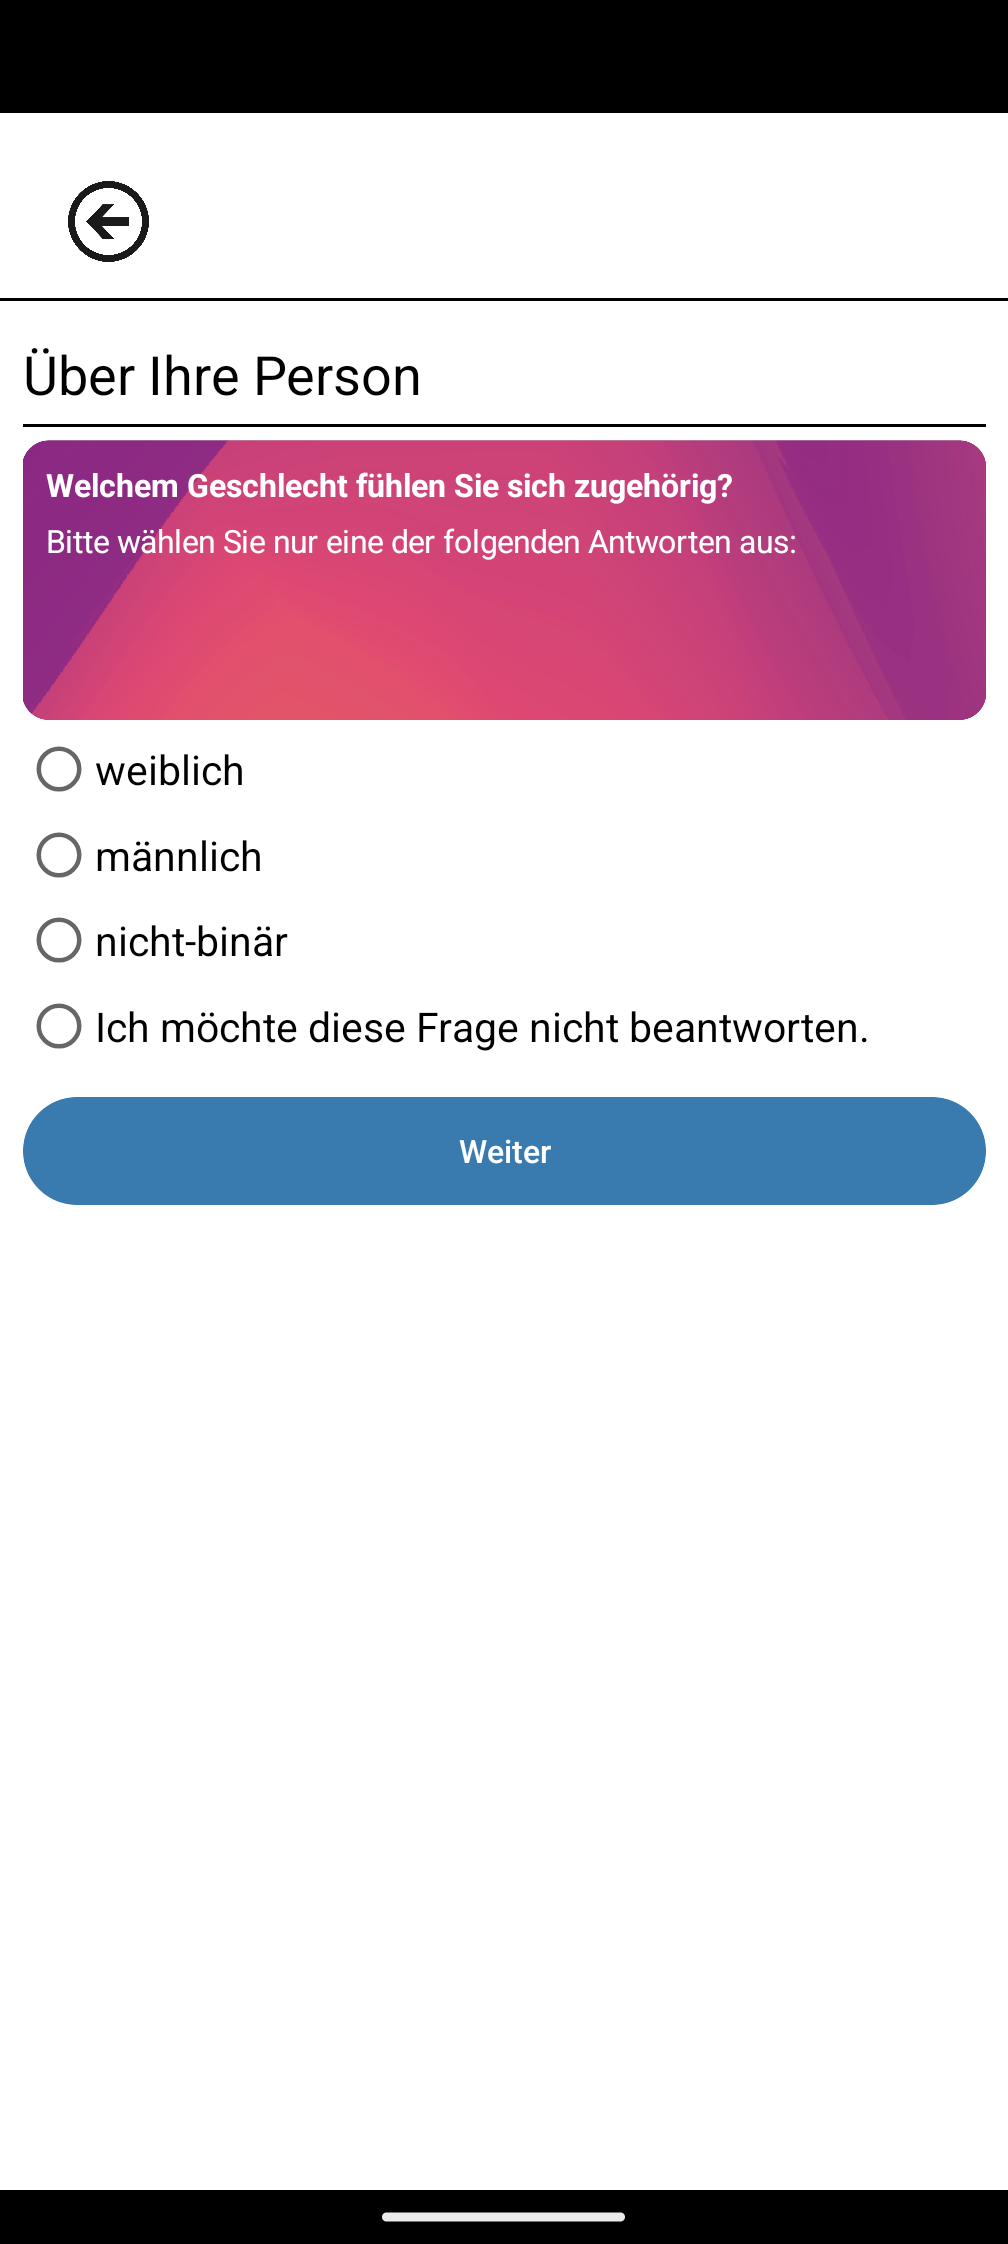 Über Ihre Person
Welchem Geschlecht fühlen Sie sich zugehörig?
Bitte wählen Sie nur eine der folgenden Antworten aus:
weiblich
männlich
nicht-binär
Ich möchte diese Frage nicht beantworten.
Weiter